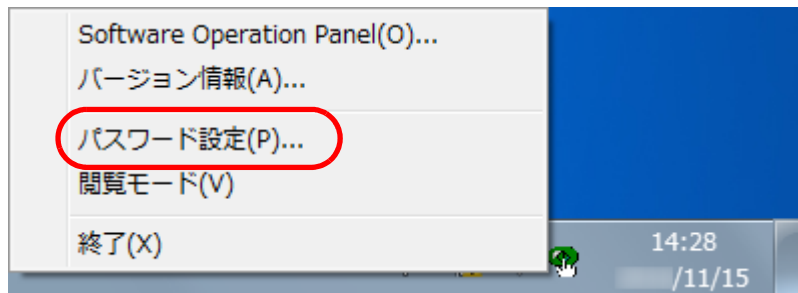 Software Operation Panel(O)...
バージョン情報(A)...
パスワード設定(P)...
閲覧モード(V)
終了(X)
14:28
/11/15